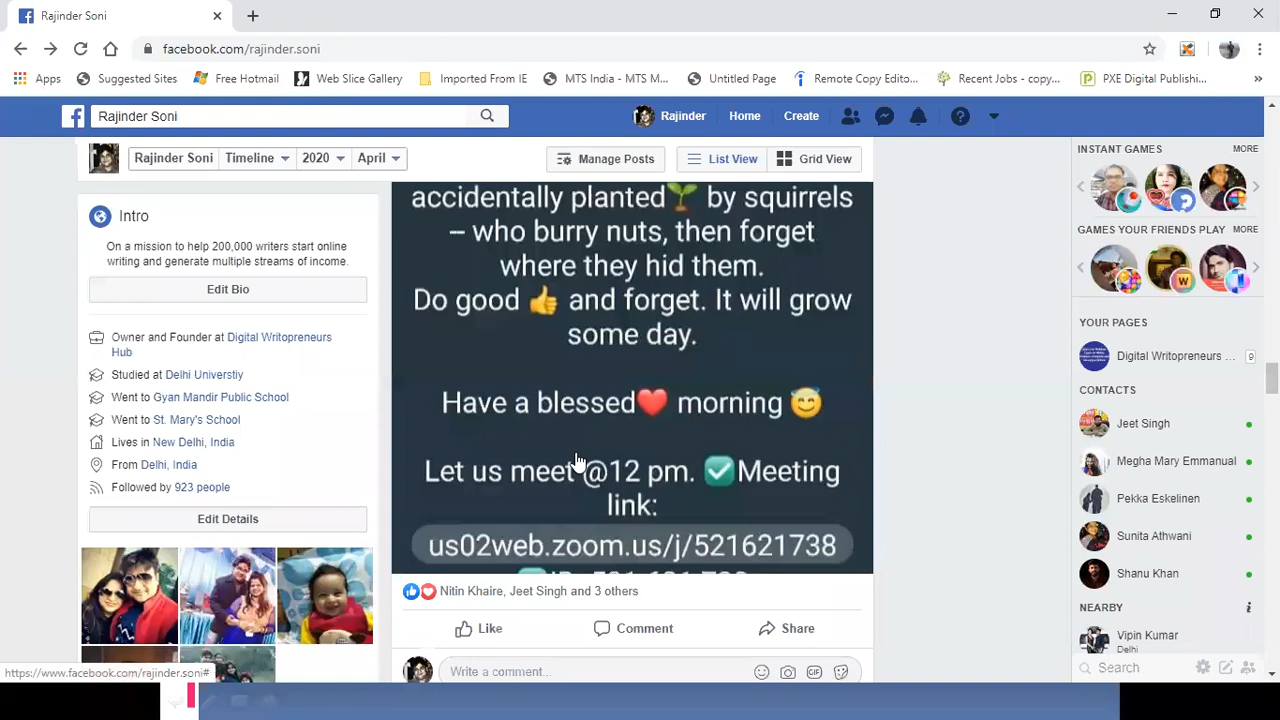 Rajinder Soni
facebook.com/rajinder.soni
Apps Suggested Sites Free Hotmail Web Slice Gallery Imported From IE MTS India - MTS M... Untitled Page Remote Copy Edito... Recent Jobs - copy... PXE Digital Publishi... »
Rajinder Soni Rajinder Home Create
Rajinder Soni Timeline 2020 April Manage Posts List View Grid View
Intro
On a mission to help 200,000 writers start online
writing and generate multiple streams of income.
Edit Bio
Owner and Founder at Digital Writopreneurs
Hub
Studied at Delhi Universtiy
Went to Gyan Mandir Public School
Went to St. Mary's School
Lives in New Delhi, India
From Delhi, India
Followed by 923 people
Edit Details
accidentally planted🌱 by squirrels
– who burry nuts, then forget
where they hid them.
Do good 👍 and forget. It will grow
some day.
Have a blessed❤️ morning 😇
Let us meet @12 pm. ✅Meeting
link:
us02web.zoom.us/j/521621738
Nitin Khaire, Jeet Singh and 3 others
Like Comment Share
Write a comment...
INSTANT GAMES MORE
GAMES YOUR FRIENDS PLAY MORE
YOUR PAGES
Digital Writopreneurs ... 9
CONTACTS
Jeet Singh
Megha Mary Emmanual
Pekka Eskelinen
Sunita Athwani
Shanu Khan
NEARBY
Vipin Kumar
Delhi
Search
https://www.facebook.com/rajinder.soni#